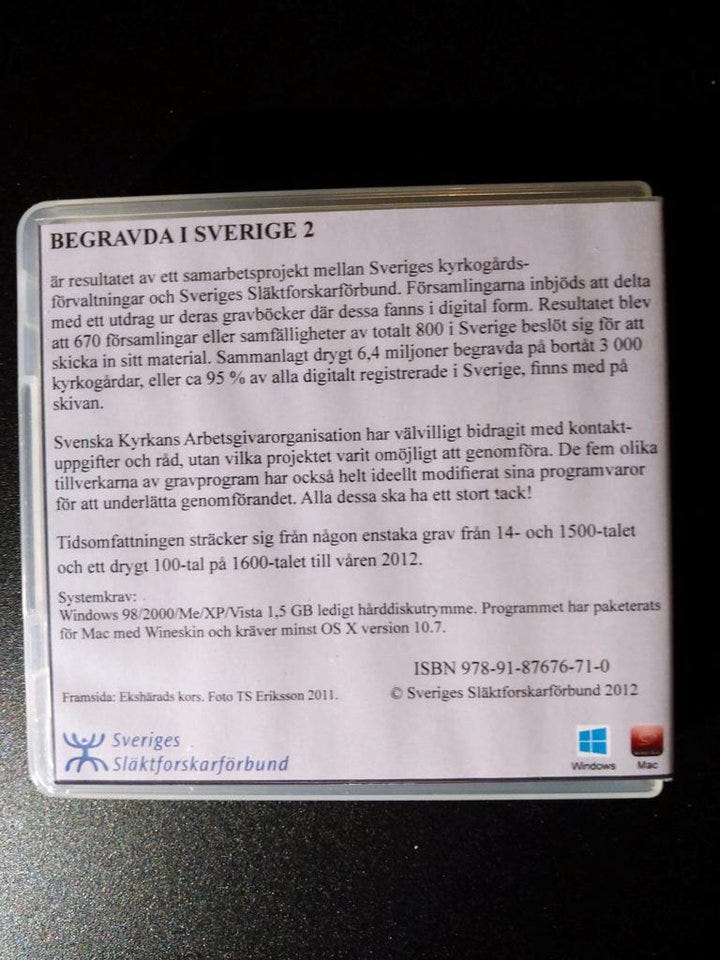 BEGRAVDA I SVERIGE 2
är resultatet av ett samarbetsprojekt mellan Sveriges kyrkogårds-
förvaltningar och Sveriges Släktforskarförbund. Församlingarna inbjöds att delta
med ett utdrag ur deras gravböcker där dessa fanns i digital form. Resultatet blev
att 670 församlingar eller samfälligheter av totalt 800 i Sverige beslöt sig för att
skicka in sitt material. Sammanlagt drygt 6,4 miljoner begravda på bortåt 3 000
kyrkogårdar, eller ca 95 % av alla digitalt registrerade i Sverige, finns med på
skivan.
Svenska Kyrkans Arbetsgivarorganisation har välvilligt bidragit med kontakt-
uppgifter och råd, utan vilka projektet varit omöjligt att genomföra. De fem olika
tillverkarna av gravprogram har också helt ideellt modifierat sina programvaror
för att underlätta genomförandet. Alla dessa ska ha ett stort tack!
Tidsomfattningen sträcker sig från någon enstaka grav från 14- och 1500-talet
och ett drygt 100-tal på 1600-talet till våren 2012.
Systemkrav:
Windows 98/2000/Me/XP/Vista 1,5 GB ledigt hårddiskutrymme. Programmet har paketerats
för Mac med Wineskin och kräver minst OS X version 10.7.
ISBN 978-91-87676-71-0
Framsida: Ekshärads kors. Foto TS Eriksson 2011.
© Sveriges Släktforskarförbund 2012
Sveriges
Släktforskarförbund
Windows
Mac